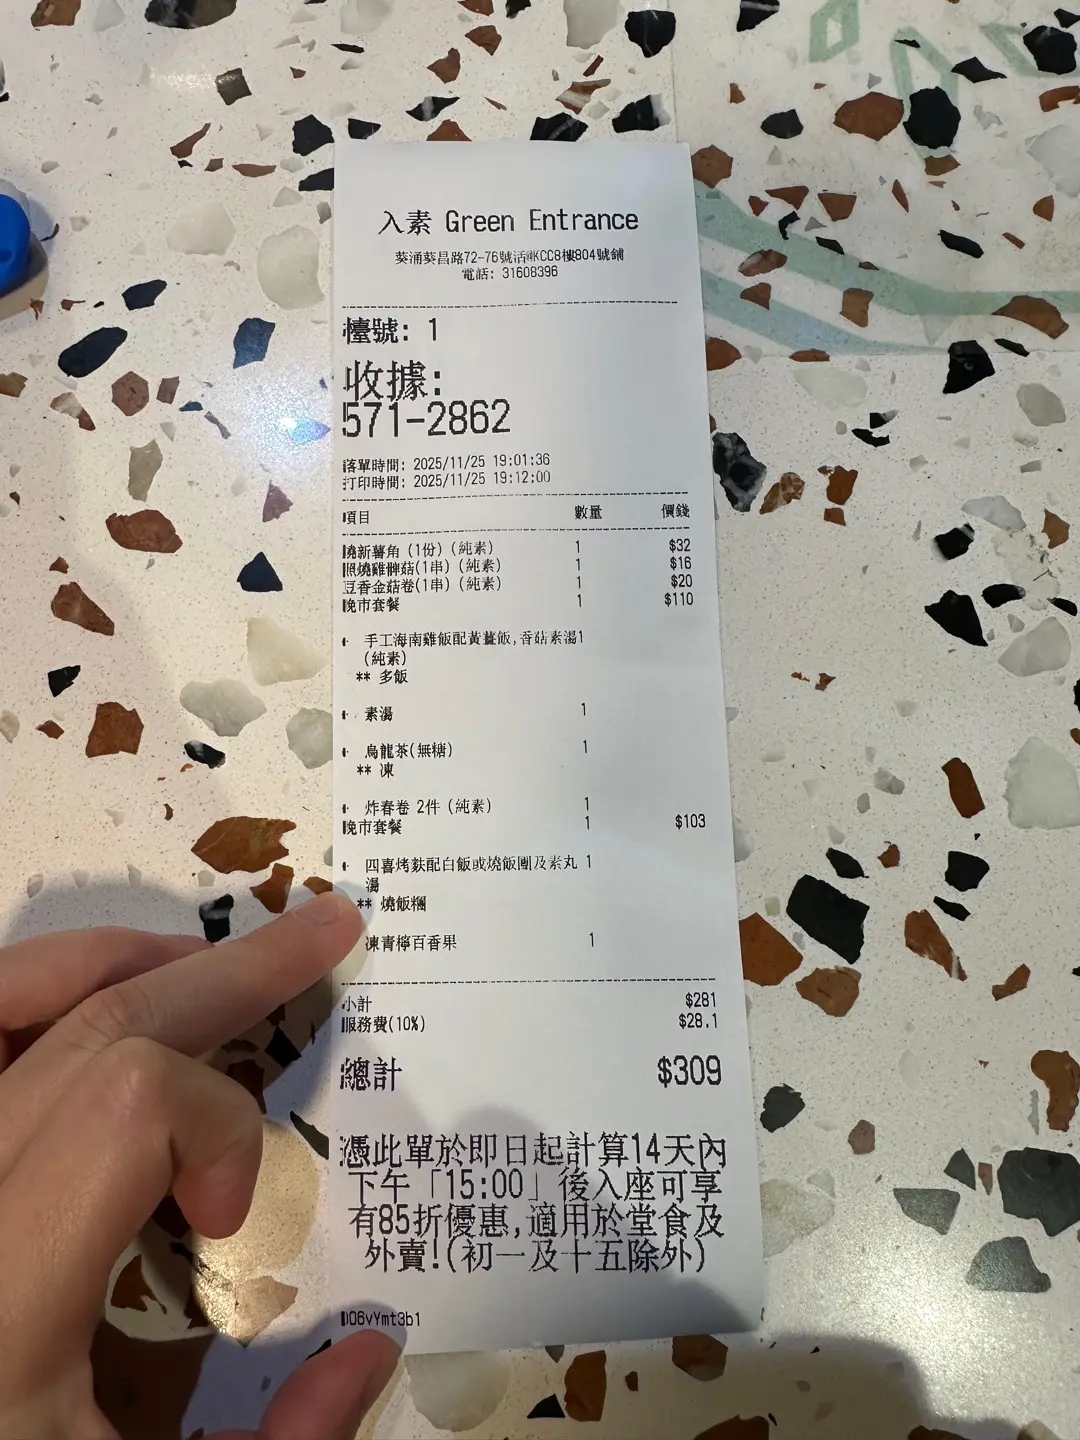 入素 Green Entrance
葵涌葵昌路72-76號活@KCC8樓804號鋪
電話: 31608396
檯號: 1
收據:
571-2862
落單時間: 2025/11/25 19:01:36
打印時間: 2025/11/25 19:12:00
項目 數量 價錢
燒新薯角 (1份) (純素) 1 $32
照燒雞髀菇(1串) (純素) 1 $16
豆香金菇卷(1串) (純素) 1 $20
晚市套餐 1 $110
手工海南雞飯配黃薑飯,香菇素湯1
(純素)
** 多飯
素湯 1
烏龍茶(無糖) 1
** 凍
炸春卷 2件 (純素) 1
晚市套餐 1 $103
四喜烤麩配白飯或燒飯團及素丸 1
湯
** 燒飯糰
凍青檸百香果 1
小計 $281
服務費(10%) $28.1
總計 $309
憑此單於即日起計算14天內
下午「15:00」後入座可享
有85折優惠,適用於堂食及
外賣!(初一及十五除外)
D06vYmt3b1